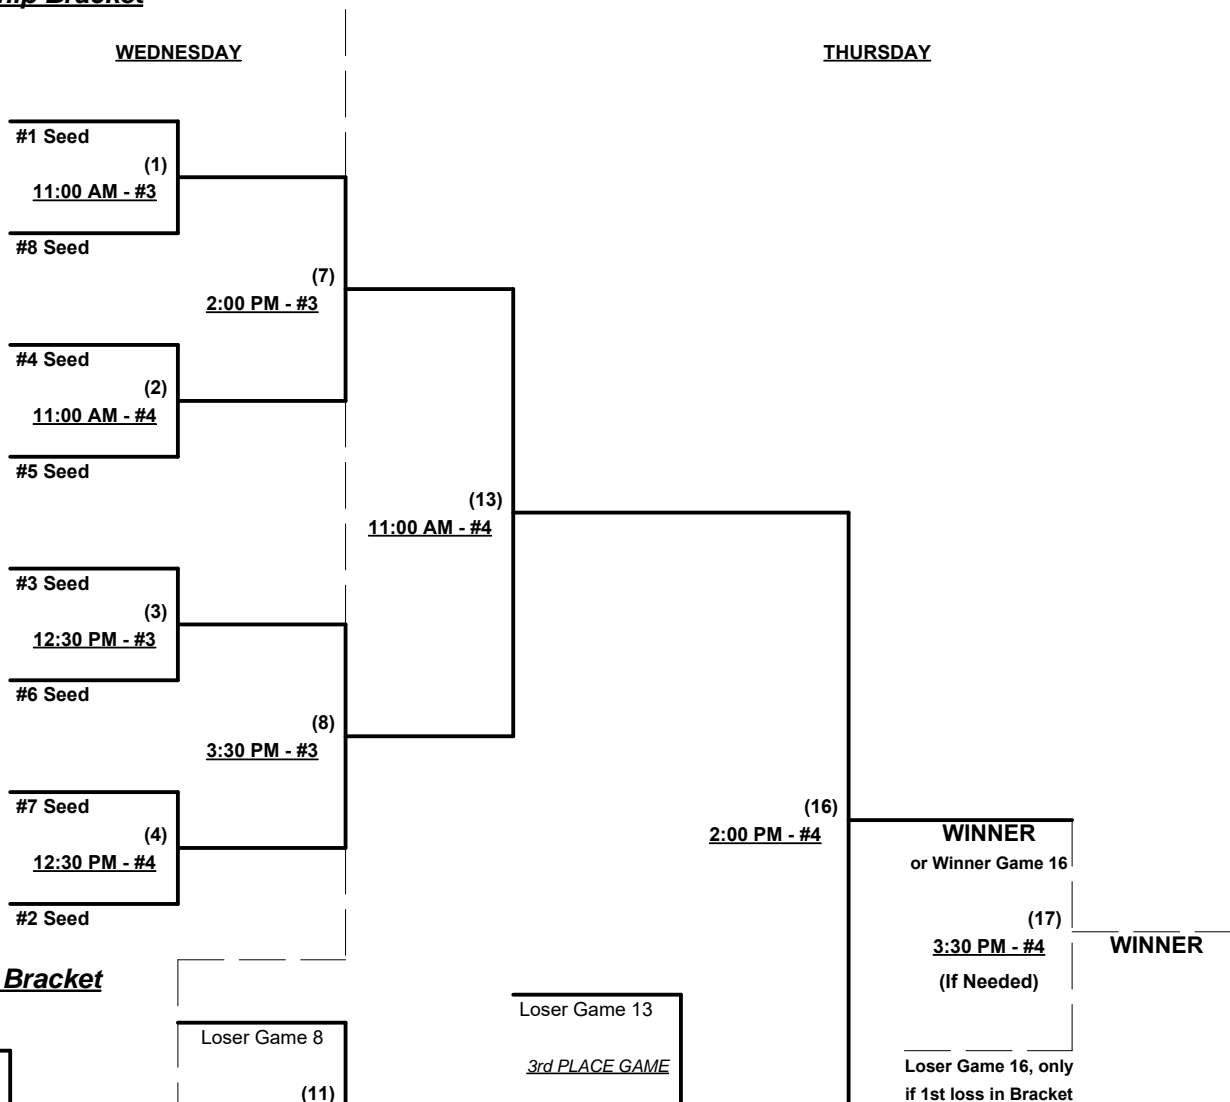 Bracket
WEDNESDAY
THURSDAY
#1 Seed
(1)
11:00 AM - #3
#8 Seed
(7)
2:00 PM - #3
#4 Seed
(2)
11:00 AM - #4
#5 Seed
(13)
11:00 AM - #4
#3 Seed
(3)
12:30 PM - #3
#6 Seed
(8)
3:30 PM - #3
#7 Seed
(4)
12:30 PM - #4
#2 Seed
(16)
2:00 PM - #4
WINNER
or Winner Game 16
(17)
3:30 PM - #4
(If Needed)
WINNER
Bracket
Loser Game 13
Loser Game 8
3rd PLACE GAME
(11)
Loser Game 16, only
if 1st loss in Bracket